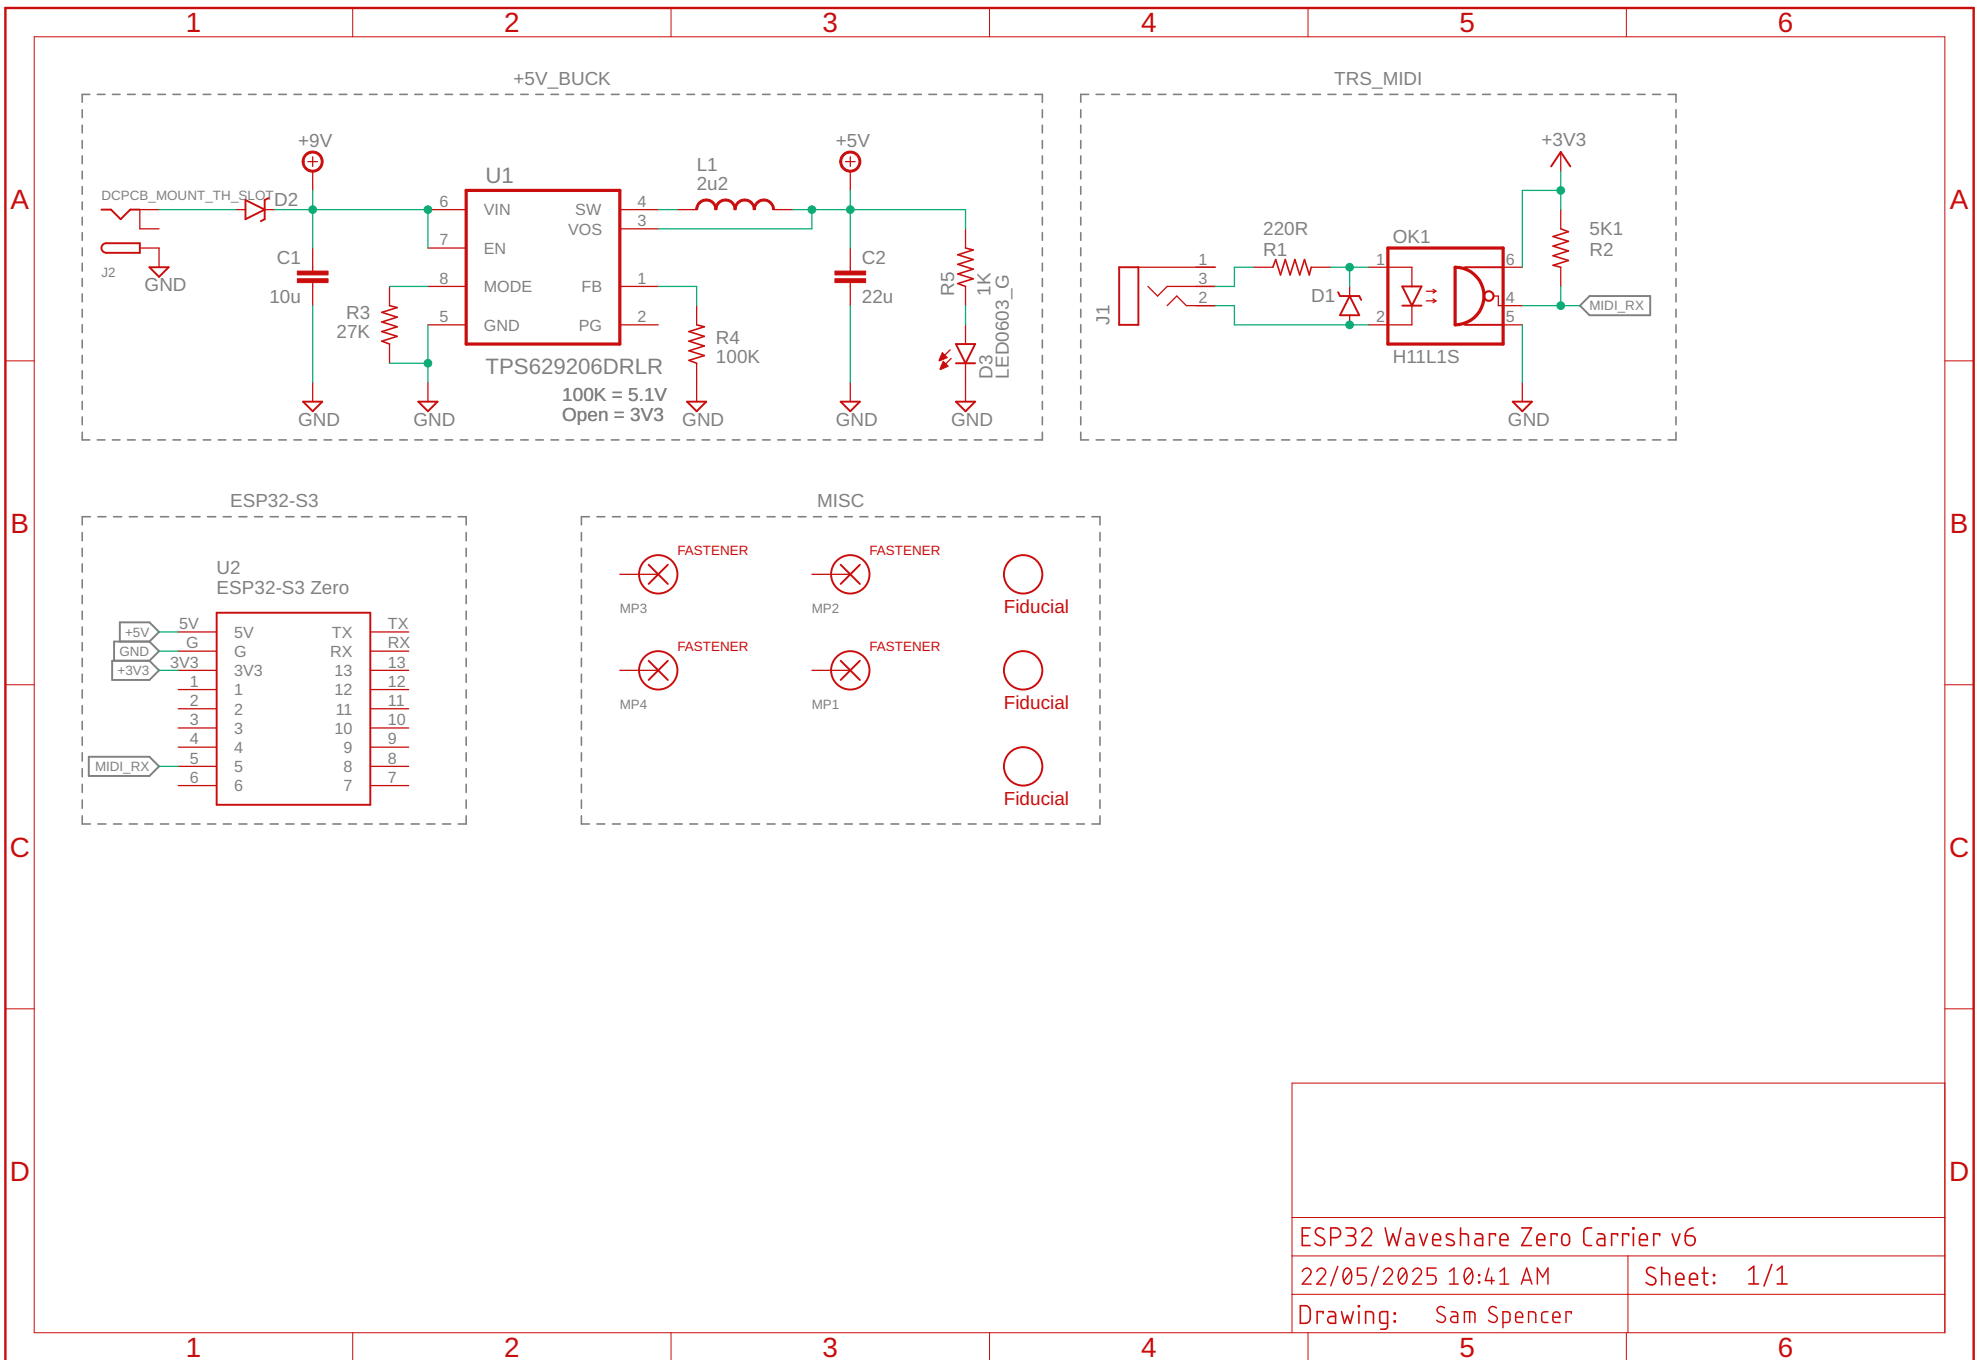 1 2 3 4 5 6
A
A
B
B
C
C
D
D
+5V_BUCK
+9V
DCPCB_MOUNT_TH_SLOT
D2
J2
GND
C1
10u
GND
U1
6 VIN
7 EN
8 MODE
5 GND
SW 4
VOS 3
FB 1
PG 2
TPS629206DRLR
100K = 5.1V
Open = 3V3
R3
27K
GND
L1
2u2
R4
100K
GND
+5V
C2
22u
GND
R5
1K
D3
LED0603_G
GND
TRS_MIDI
+3V3
J1
1
3
2
220R
R1
D1
OK1
1
2
6
4
5
H11L1S
5K1
R2
MIDI_RX
GND
ESP32-S3
U2
ESP32-S3 Zero
+5V 5V 5V TX TX
GND G G RX RX
+3V3 3V3 3V3 13 13
1 1 12 12
2 2 11 11
3 3 10 10
4 4 9 9
MIDI_RX 5 5 8 8
6 6 7 7
MISC
FASTENER
MP3
FASTENER
MP2
Fiducial
FASTENER
MP4
FASTENER
MP1
Fiducial
Fiducial
ESP32 Waveshare Zero Carrier v6
22/05/2025 10:41 AM
Sheet: 1/1
Drawing: Sam Spencer
1 2 3 4 5 6